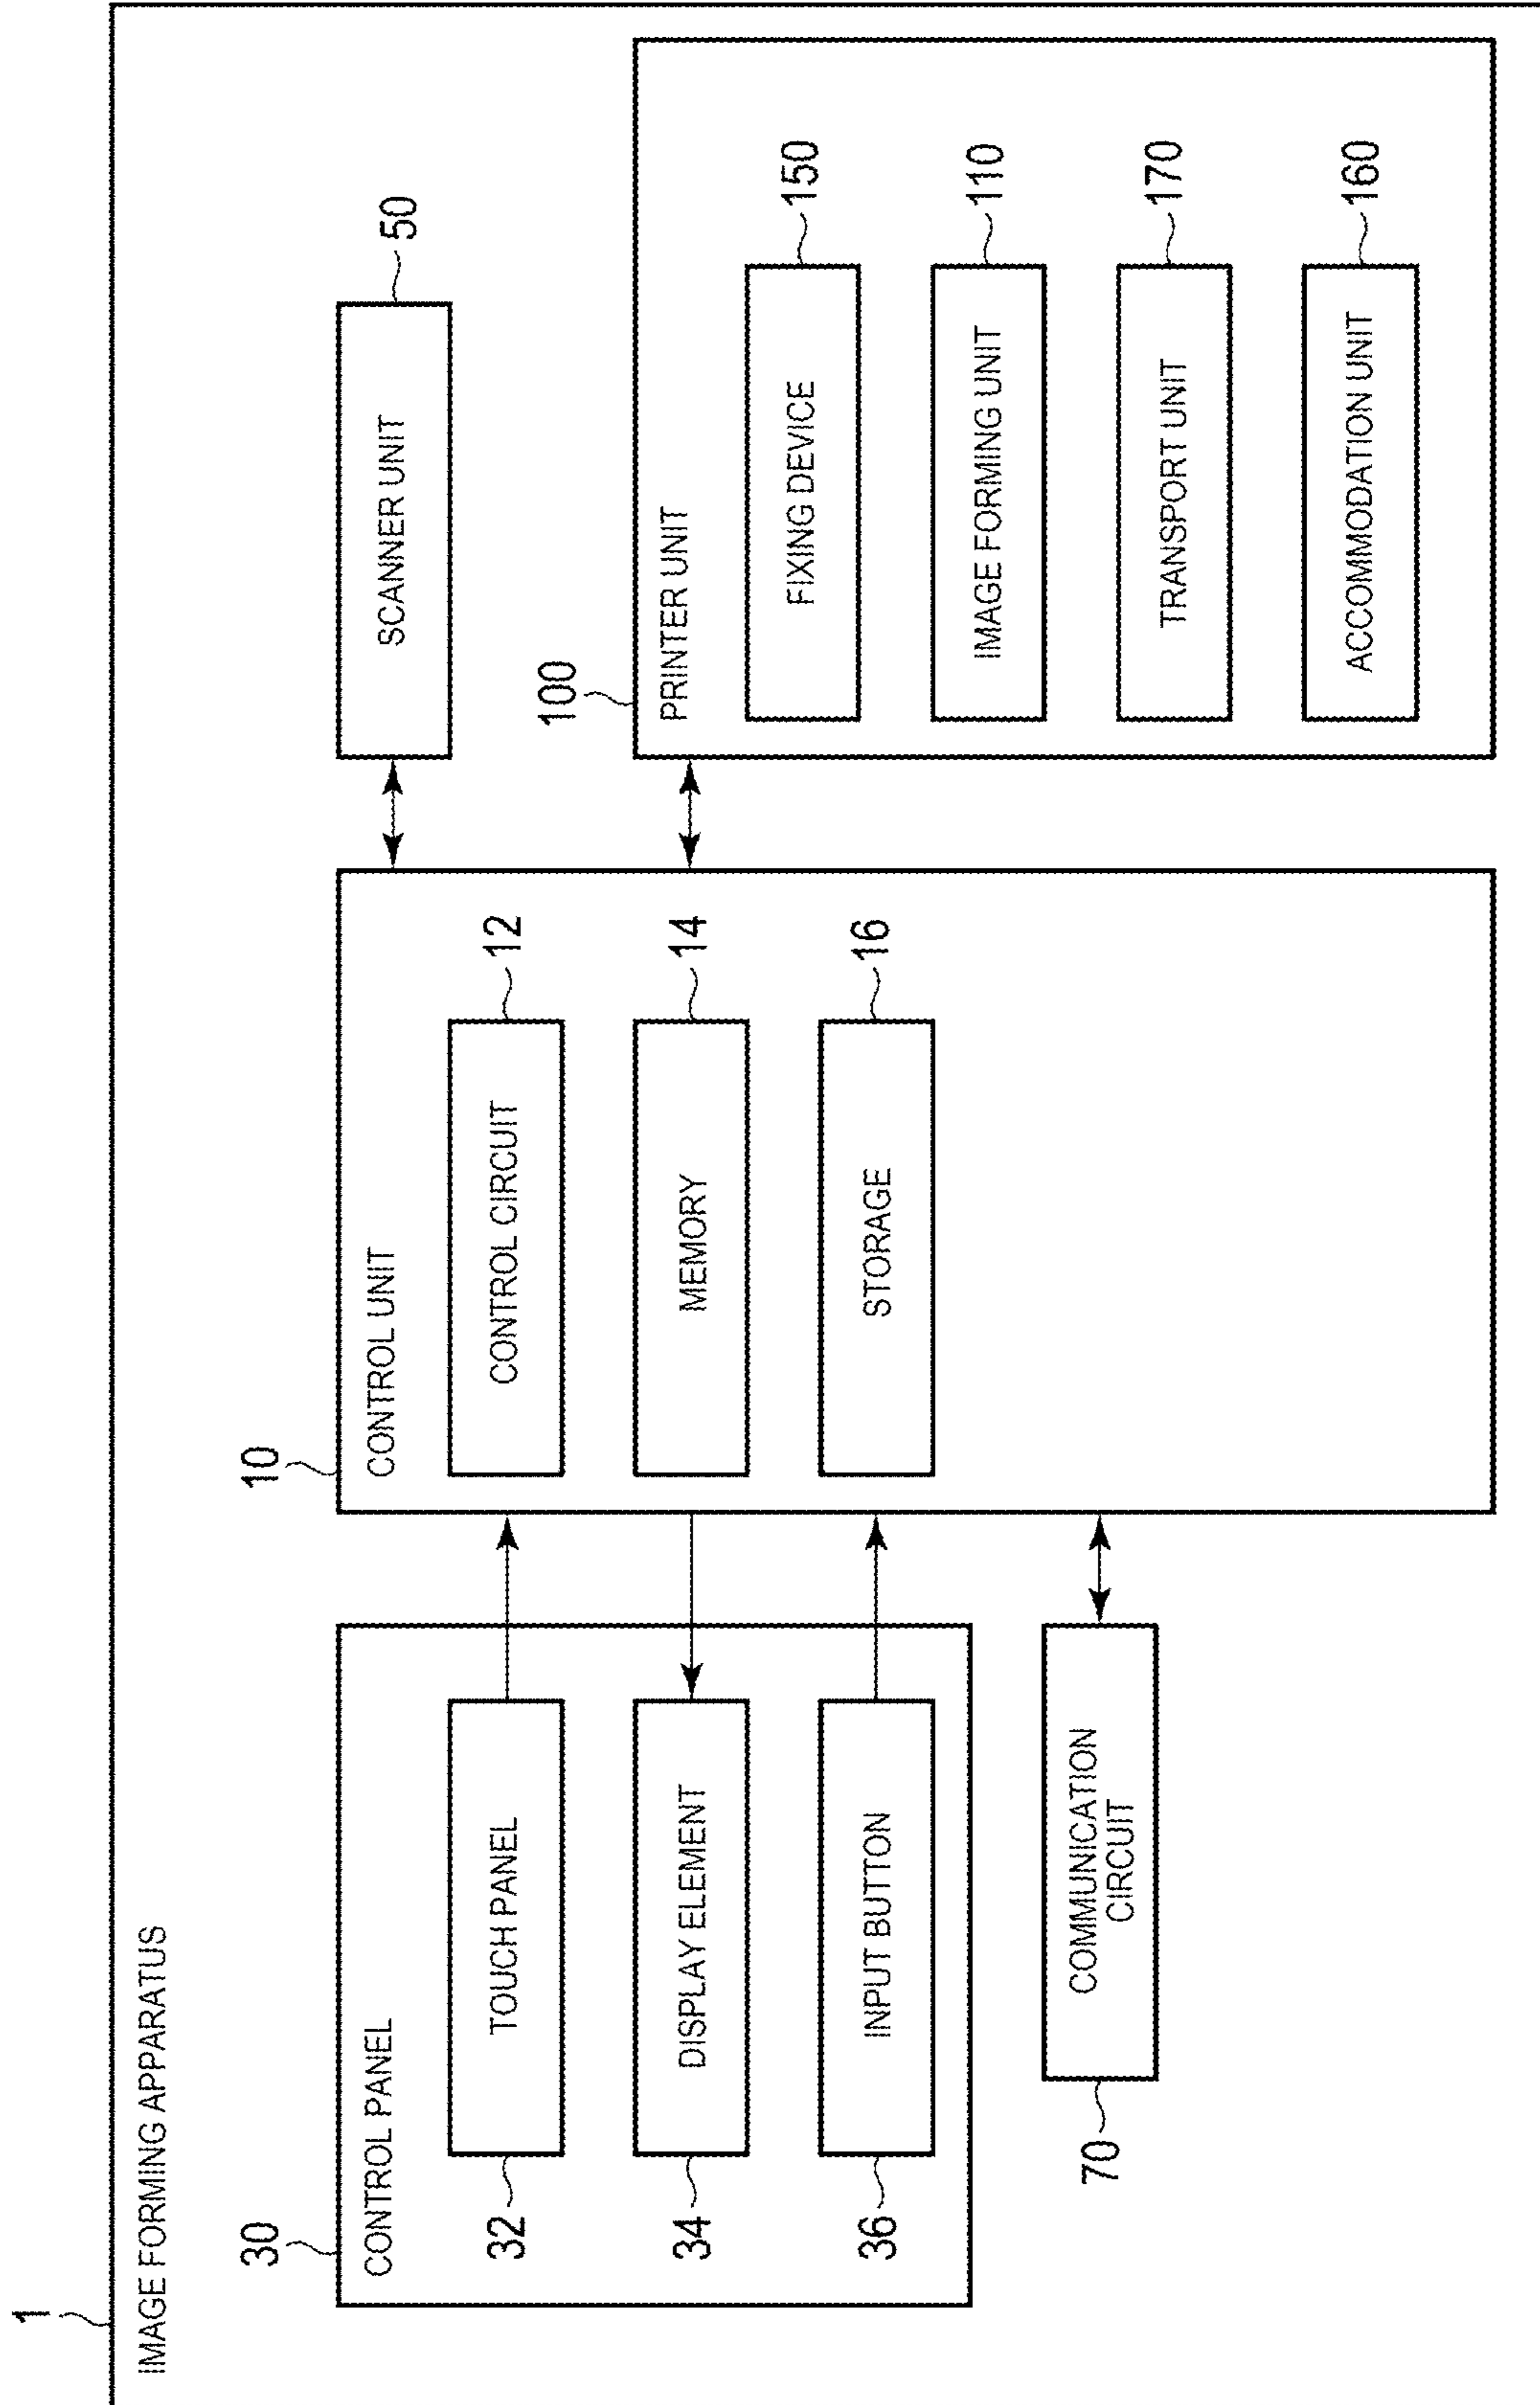 1
IMAGE FORMING APPARATUS
30
CONTROL PANEL
32
TOUCH PANEL
34
DISPLAY ELEMENT
36
INPUT BUTTON
70
COMMUNICATION
CIRCUIT
10
CONTROL UNIT
CONTROL CIRCUIT
12
MEMORY
14
STORAGE
16
SCANNER UNIT
50
100
PRINTER UNIT
FIXING DEVICE
150
IMAGE FORMING UNIT
110
TRANSPORT UNIT
170
ACCOMMODATION UNIT
160